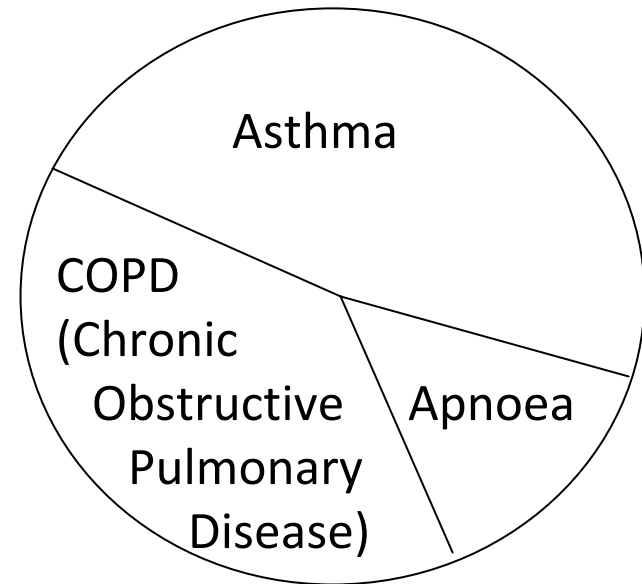 Asthma
COPD
(Chronic
Obstructive
Pulmonary
Disease)
Apnoea